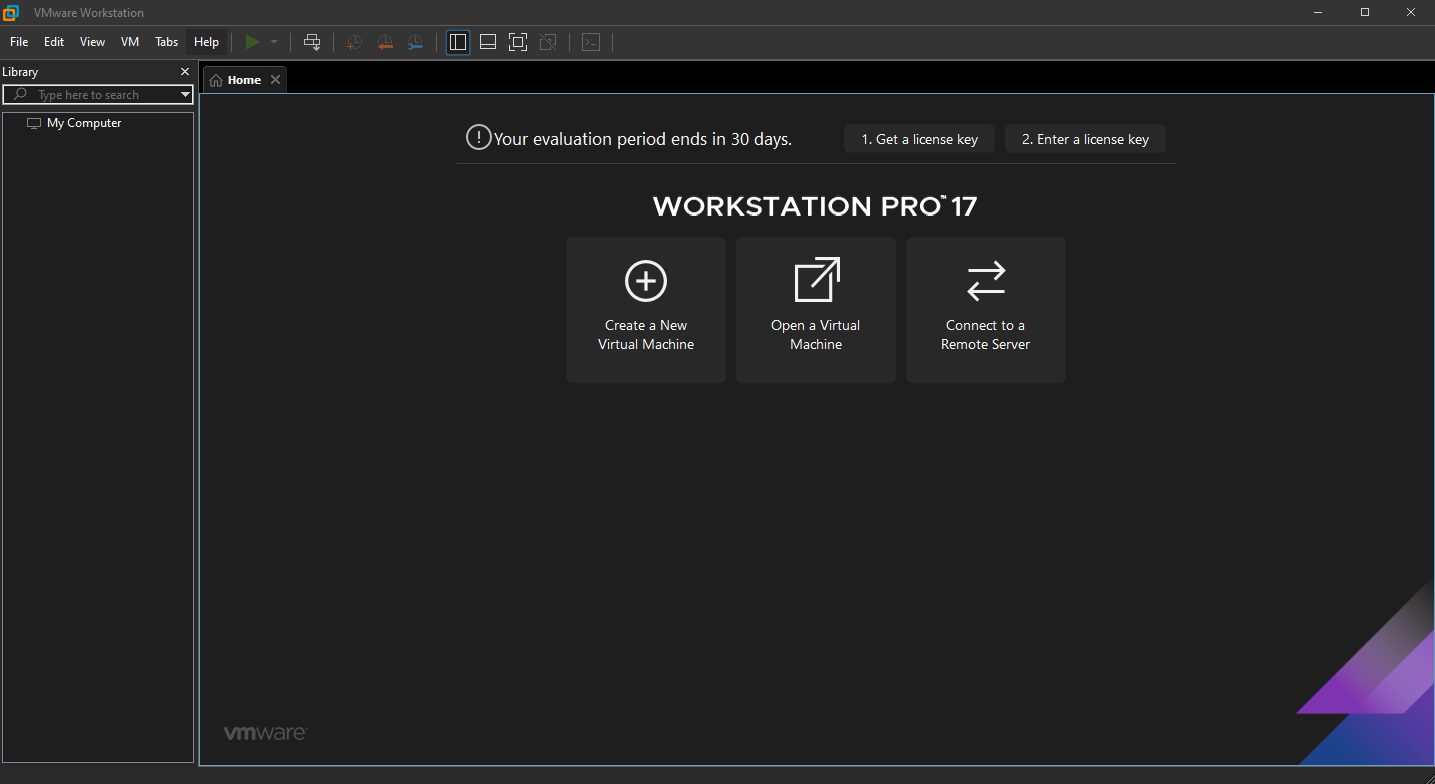 VMware Workstation
File Edit View VM Tabs Help
Library
Type here to search
My Computer
Home
Your evaluation period ends in 30 days.
1. Get a license key
2. Enter a license key
WORKSTATION PRO™ 17
Create a New
Virtual Machine
Open a Virtual
Machine
Connect to a
Remote Server
vmware